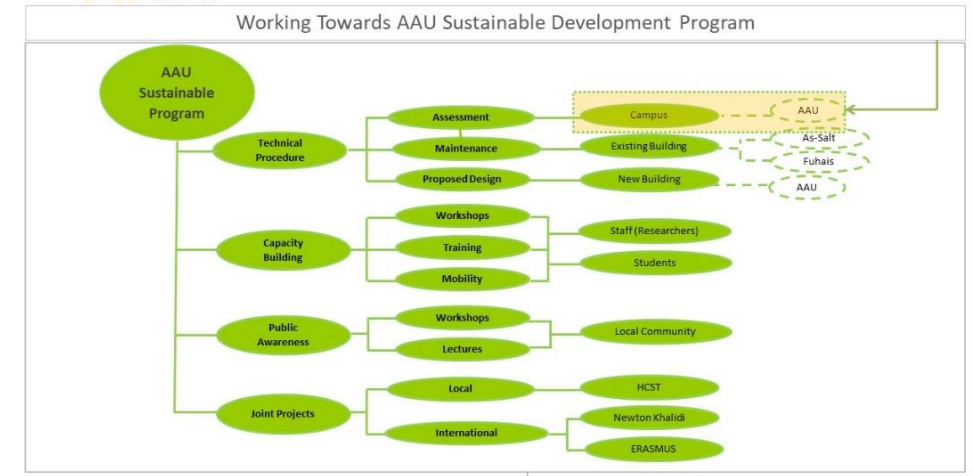 Working Towards AAU Sustainable Development Program
AAU
Sustainable
Program
Technical
Procedure
Assessment
Campus
AAU
Maintenance
Existing Building
As-Salt
Fuhais
Proposed Design
New Building
AAU
Capacity
Building
Workshops
Training
Mobility
Staff (Researchers)
Students
Public
Awareness
Workshops
Lectures
Local Community
Joint Projects
Local
HCST
International
Newton Khalidi
ERASMUS